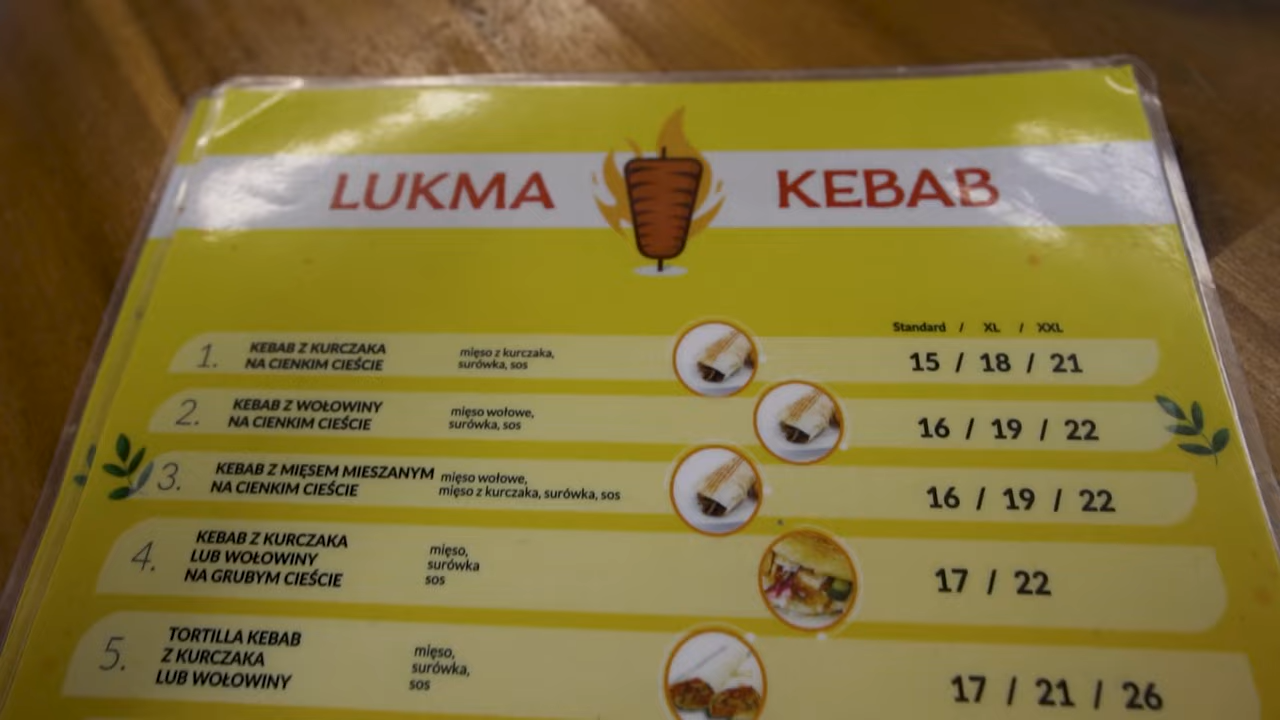 LUKMA KEBAB
Standard / XL / XXL
1. KEBAB Z KURCZAKA
NA CIENKIM CIEŚCIE
mięso z kurczaka,
surówka, sos
15 / 18 / 21
2. KEBAB Z WOŁOWINY
NA CIENKIM CIEŚCIE
mięso wołowe,
surówka, sos
16 / 19 / 22
3. KEBAB Z MIĘSEM MIESZANYM
NA CIENKIM CIEŚCIE
mięso wołowe,
mięso z kurczaka, surówka, sos
16 / 19 / 22
4. KEBAB Z KURCZAKA
LUB WOŁOWINY
NA GRUBYM CIEŚCIE
mięso,
surówka
sos
17 / 22
5. TORTILLA KEBAB
Z KURCZAKA
LUB WOŁOWINY
mięso,
surówka,
sos
17 / 21 / 26